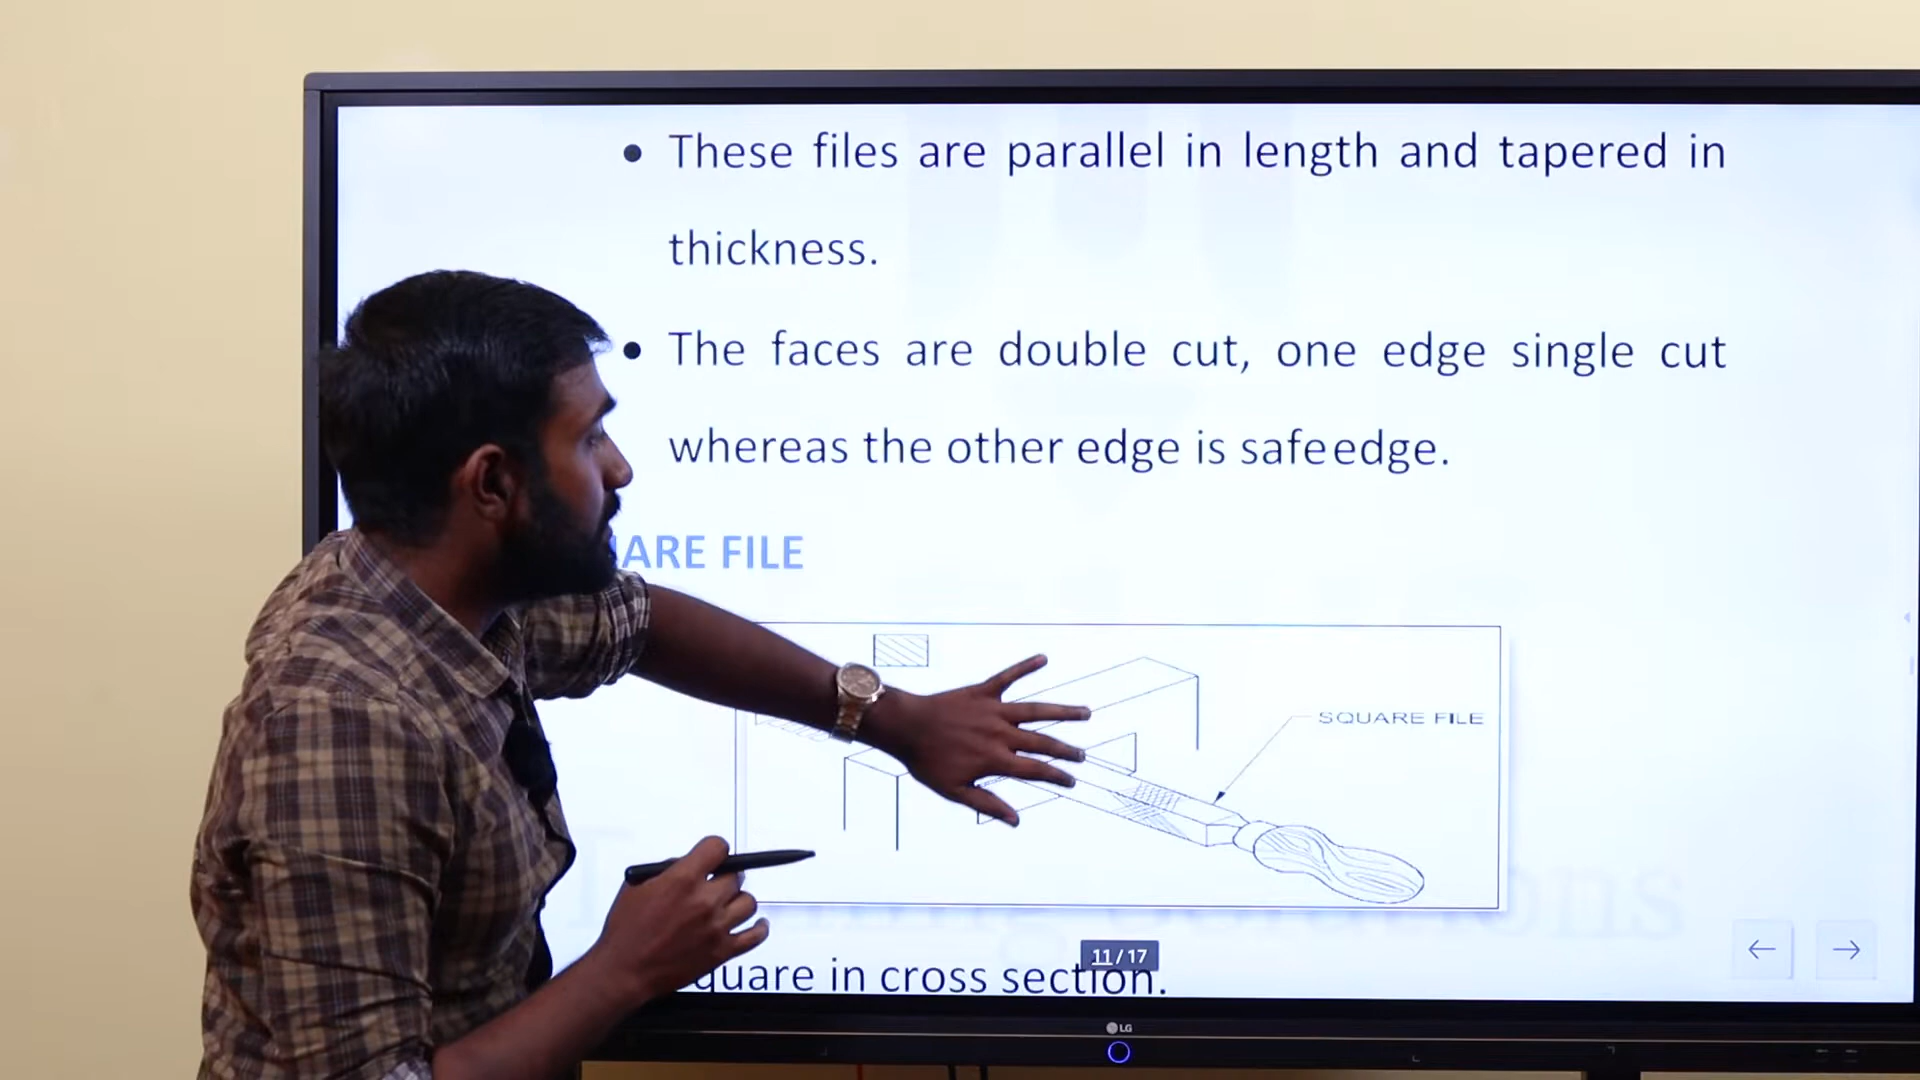 • These files are parallel in length and tapered in
thickness.
• The faces are double cut, one edge single cut
whereas the other edge is safeedge.
ARE FILE
SQUARE FILE
11/17
quare in cross section.
LG